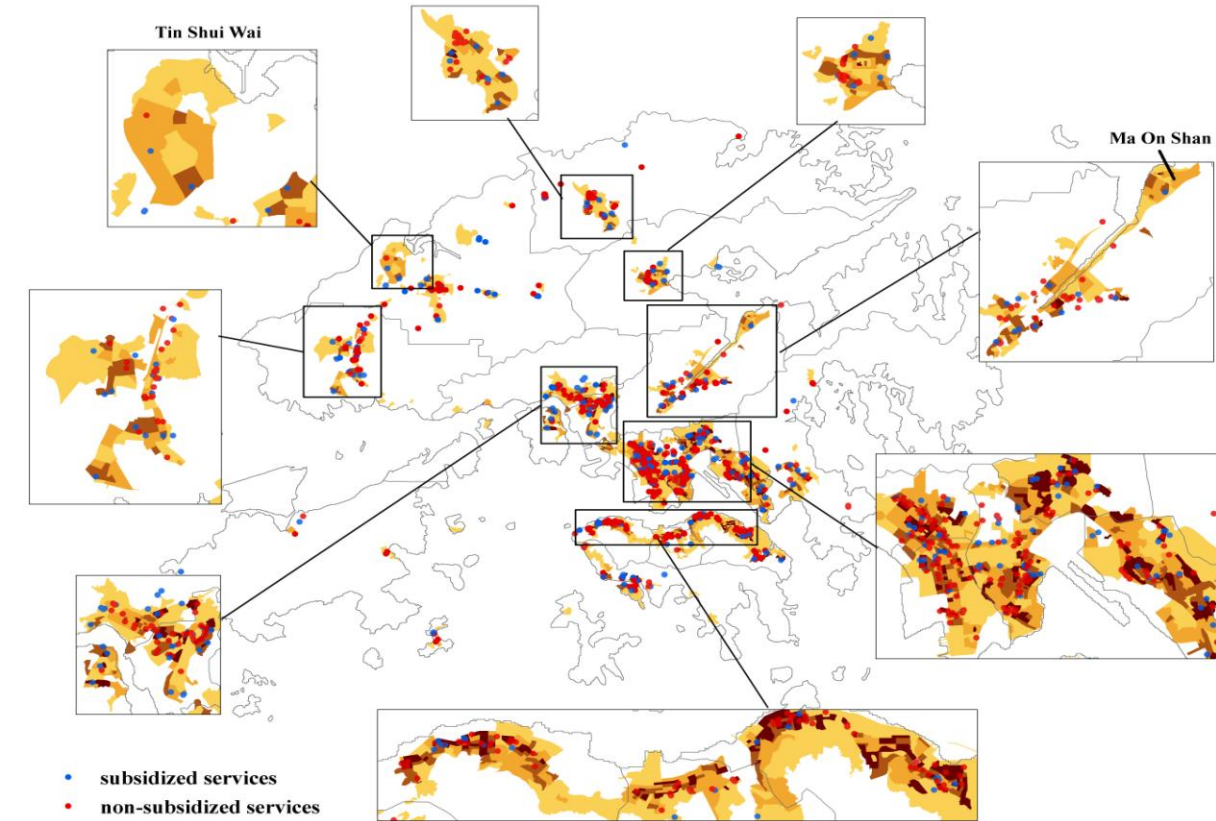 Tin Shui Wai
Ma On Shan
subsidized services
non-subsidized services